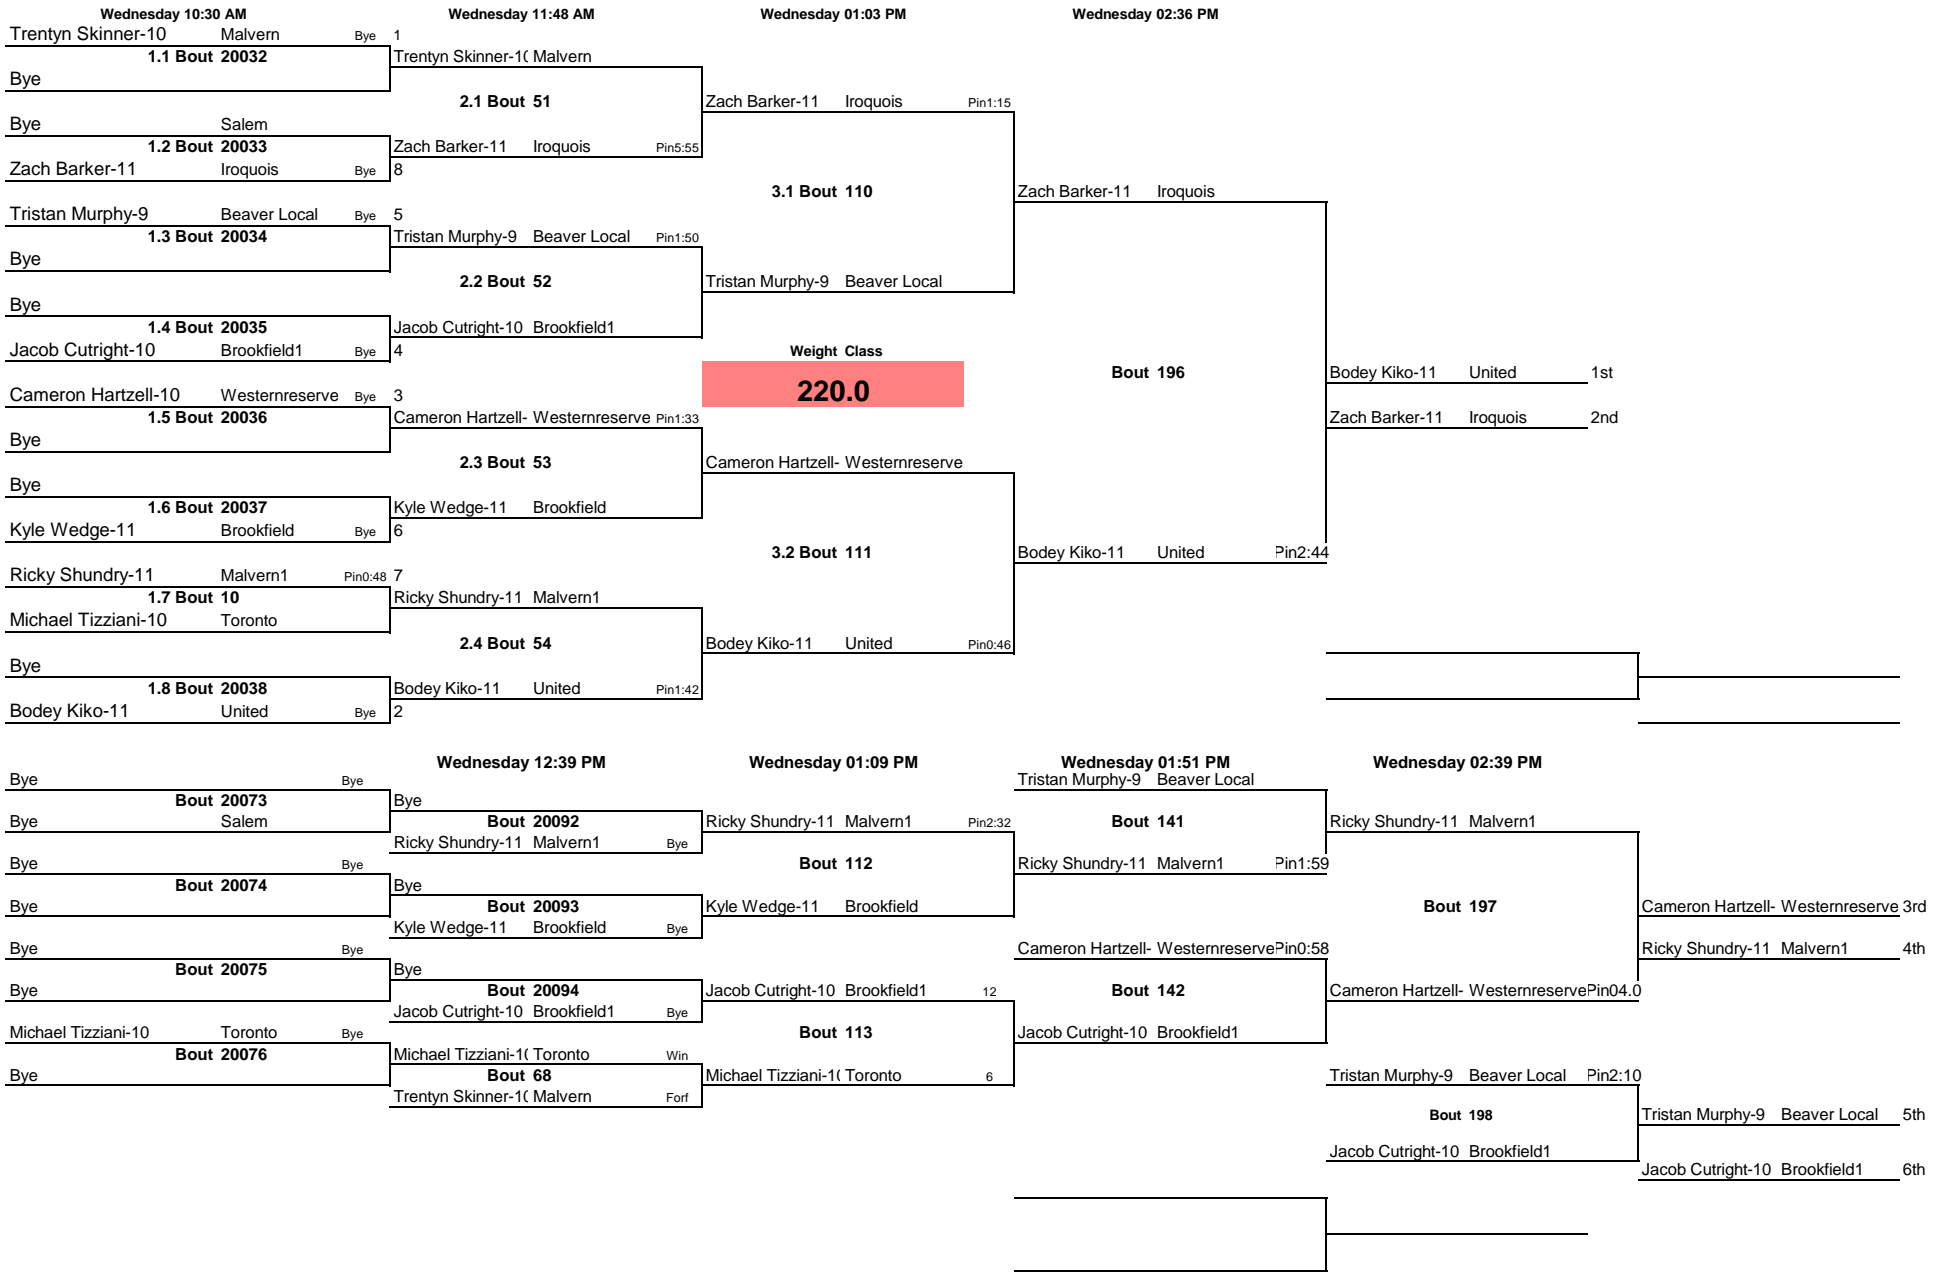 Wednesday 10:30 AM Wednesday 11:48 AM Wednesday 01:03 PM Wednesday 02:36 PM
Trentyn Skinner-10 Malvern Bye 1
1.1 Bout 20032 Trentyn Skinner-1( Malvern
Bye
2.1 Bout 51 Zach Barker-11 Iroquois Pin1:15
Bye Salem
1.2 Bout 20033 Zach Barker-11 Iroquois Pin5:55
Zach Barker-11 Iroquois Bye 8
3.1 Bout 110 Zach Barker-11 Iroquois
Tristan Murphy-9 Beaver Local Bye 5
1.3 Bout 20034 Tristan Murphy-9 Beaver Local Pin1:50
Bye
2.2 Bout 52 Tristan Murphy-9 Beaver Local
Bye
1.4 Bout 20035 Jacob Cutright-10 Brookfield1
Jacob Cutright-10 Brookfield1 Bye 4 Weight Class
Bout 196 Bodey Kiko-11 United 1st
Cameron Hartzell-10 Westernreserve Bye 3 220.0
1.5 Bout 20036 Cameron Hartzell- Westernreserve Pin1:33 Zach Barker-11 Iroquois 2nd
Bye
2.3 Bout 53 Cameron Hartzell- Westernreserve
Bye
1.6 Bout 20037 Kyle Wedge-11 Brookfield
Kyle Wedge-11 Brookfield Bye 6
3.2 Bout 111 Bodey Kiko-11 United Pin2:44
Ricky Shundry-11 Malvern1 Pin0:48 7
1.7 Bout 10 Ricky Shundry-11 Malvern1
Michael Tizziani-10 Toronto
2.4 Bout 54 Bodey Kiko-11 United Pin0:46
Bye
1.8 Bout 20038 Bodey Kiko-11 United Pin1:42
Bodey Kiko-11 United Bye 2
Wednesday 12:39 PM Wednesday 01:09 PM Wednesday 01:51 PM Wednesday 02:39 PM
Bye Bye Tristan Murphy-9 Beaver Local
Bout 20073 Bye
Bye Salem Bout 20092 Ricky Shundry-11 Malvern1 Pin2:32 Bout 141 Ricky Shundry-11 Malvern1
Ricky Shundry-11 Malvern1 Bye
Bye Bye Bout 112 Ricky Shundry-11 Malvern1 Pin1:59
Bout 20074 Bye
Bye Bout 20093 Kyle Wedge-11 Brookfield Bout 197 Cameron Hartzell- Westernreserve 3rd
Kyle Wedge-11 Brookfield Bye
Bye Bye Cameron Hartzell- Westernreserve Pin0:58 Ricky Shundry-11 Malvern1 4th
Bout 20075 Bye
Bye Bout 20094 Jacob Cutright-10 Brookfield1 12 Bout 142 Cameron Hartzell- Westernreserve Pin04.0
Jacob Cutright-10 Brookfield1 Bye
Michael Tizziani-10 Toronto Bye Bout 113 Jacob Cutright-10 Brookfield1
Bout 20076 Michael Tizziani-1( Toronto Win
Bye Bout 68 Michael Tizziani-1( Toronto 6 Tristan Murphy-9 Beaver Local Pin2:10
Trentyn Skinner-1( Malvern Forf
Bout 198 Tristan Murphy-9 Beaver Local 5th
Jacob Cutright-10 Brookfield1
Jacob Cutright-10 Brookfield1 6th